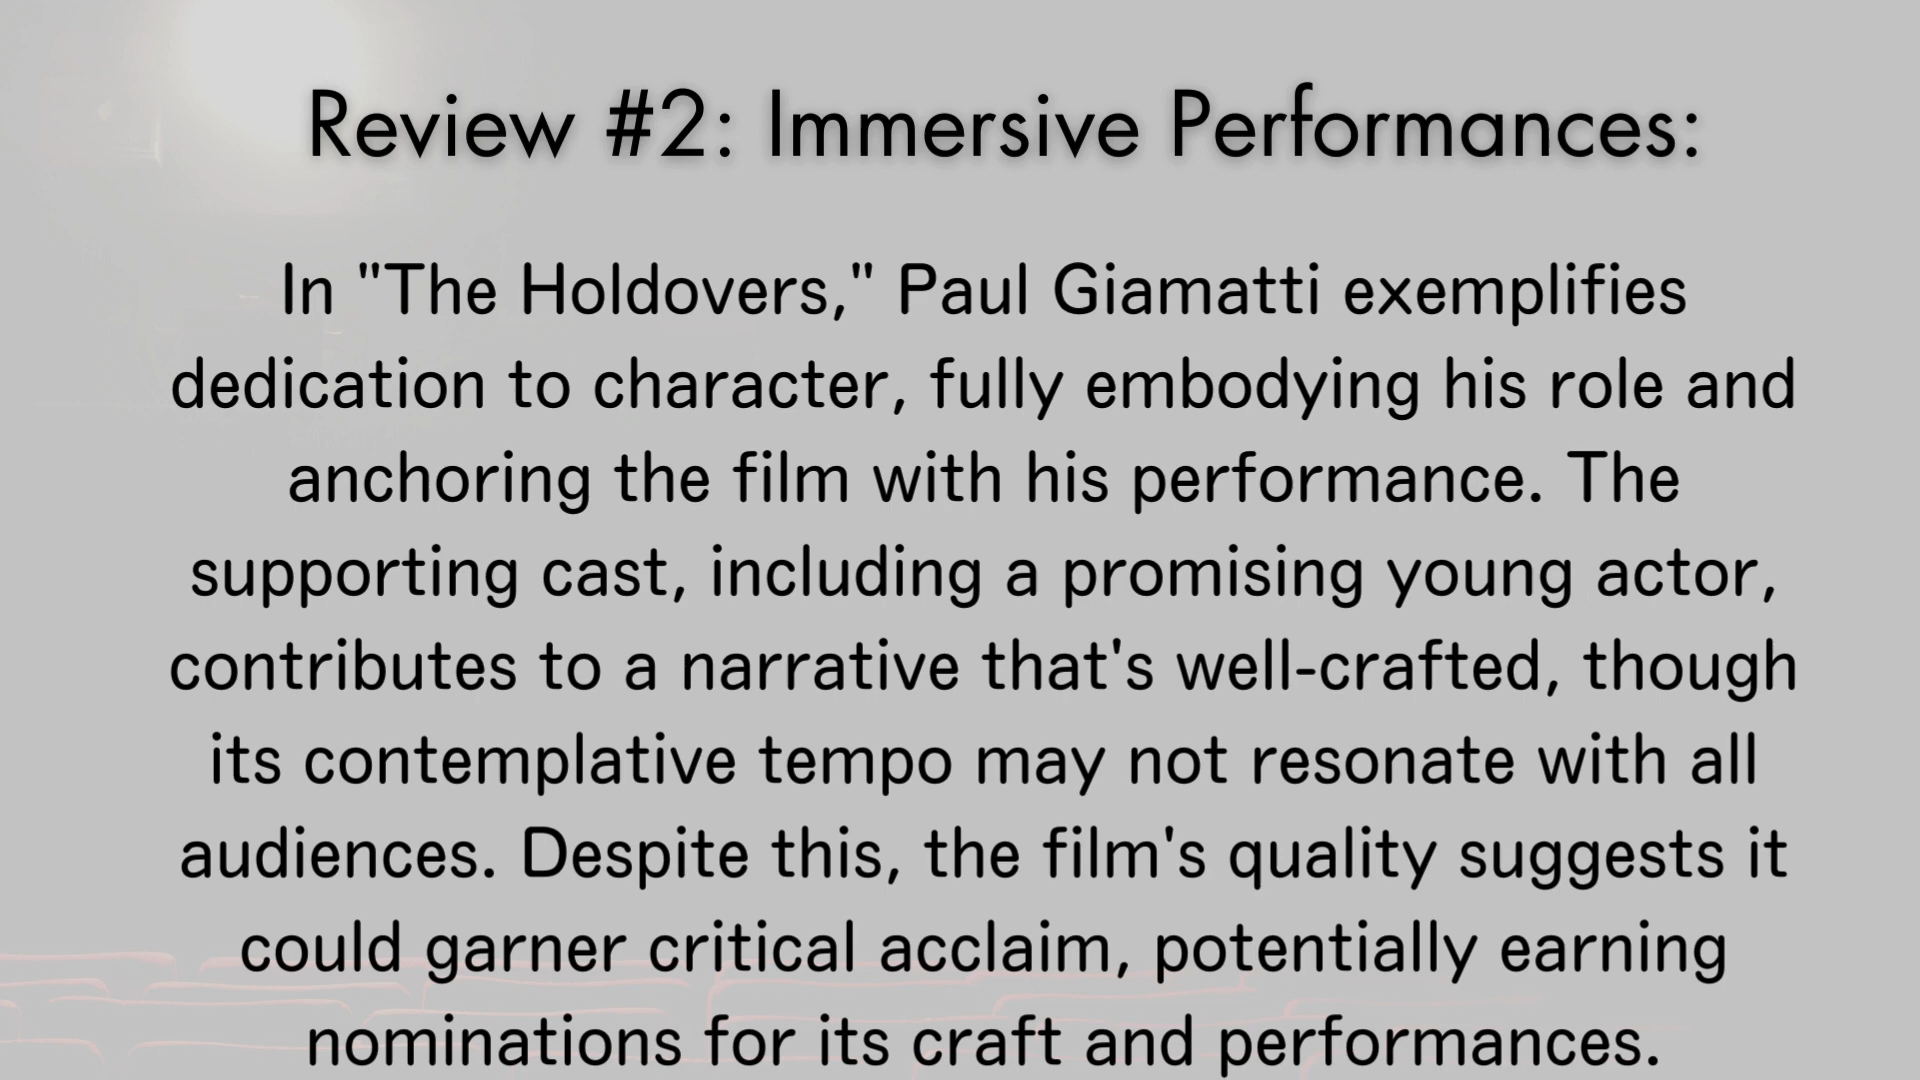 Review #2: Immersive Performances:
In "The Holdovers," Paul Giamatti exemplifies
dedication to character, fully embodying his role and
anchoring the film with his performance. The
supporting cast, including a promising young actor,
contributes to a narrative that's well-crafted, though
its contemplative tempo may not resonate with all
audiences. Despite this, the film's quality suggests it
could garner critical acclaim, potentially earning
nominations for its craft and performances.